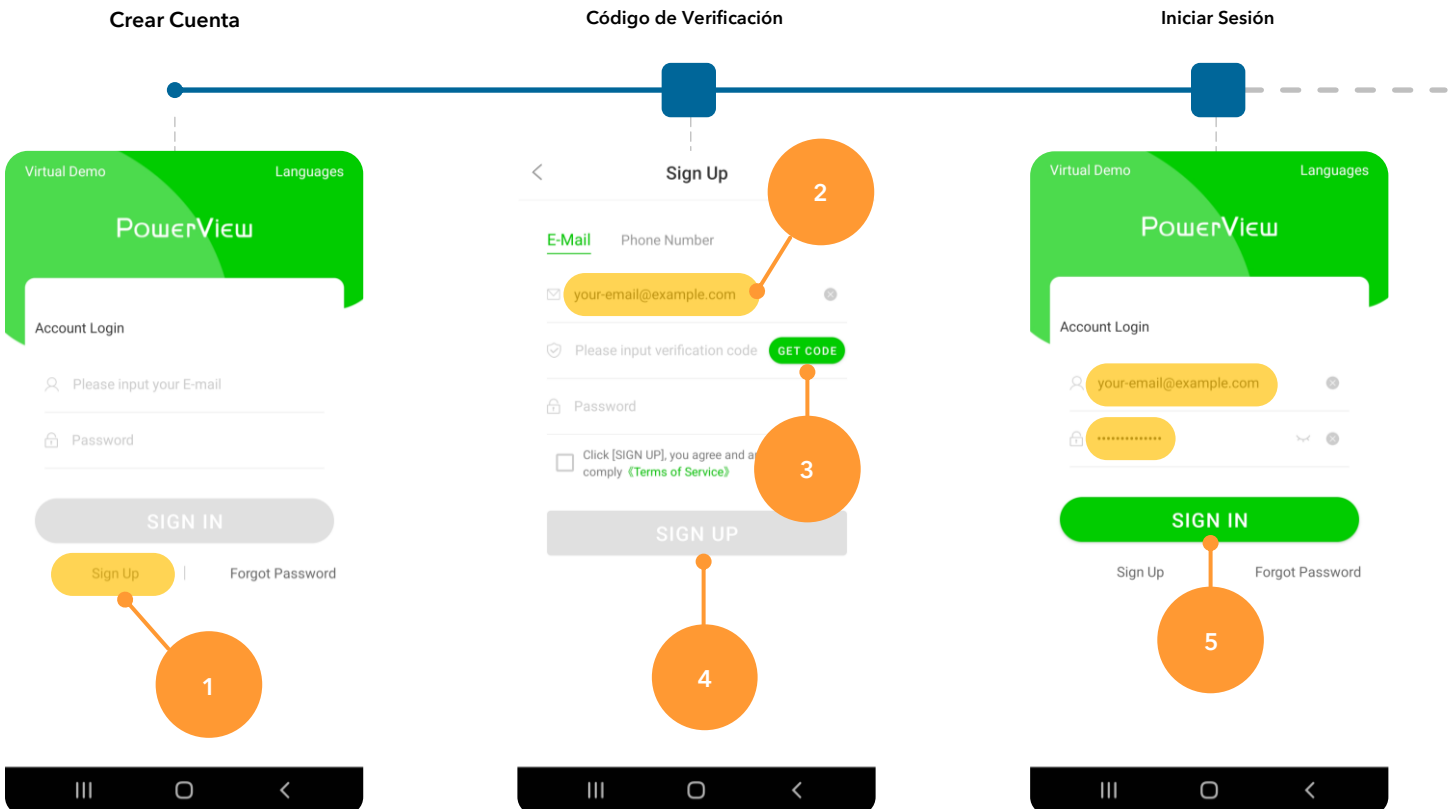 Crear Cuenta
Código de Verificación
Iniciar Sesión
Virtual Demo
Languages
PowerView
Account Login
Please input your E-mail
Password
SIGN IN
Sign Up
Forgot Password
1
Sign Up
2
E-Mail
Phone Number
your-email@example.com
Please input verification code
GET CODE
Password
Click [SIGN UP], you agree and
comply《Terms of Service》
3
SIGN UP
4
Virtual Demo
Languages
PowerView
Account Login
your-email@example.com
••••••••••••••
SIGN IN
Sign Up
Forgot Password
5